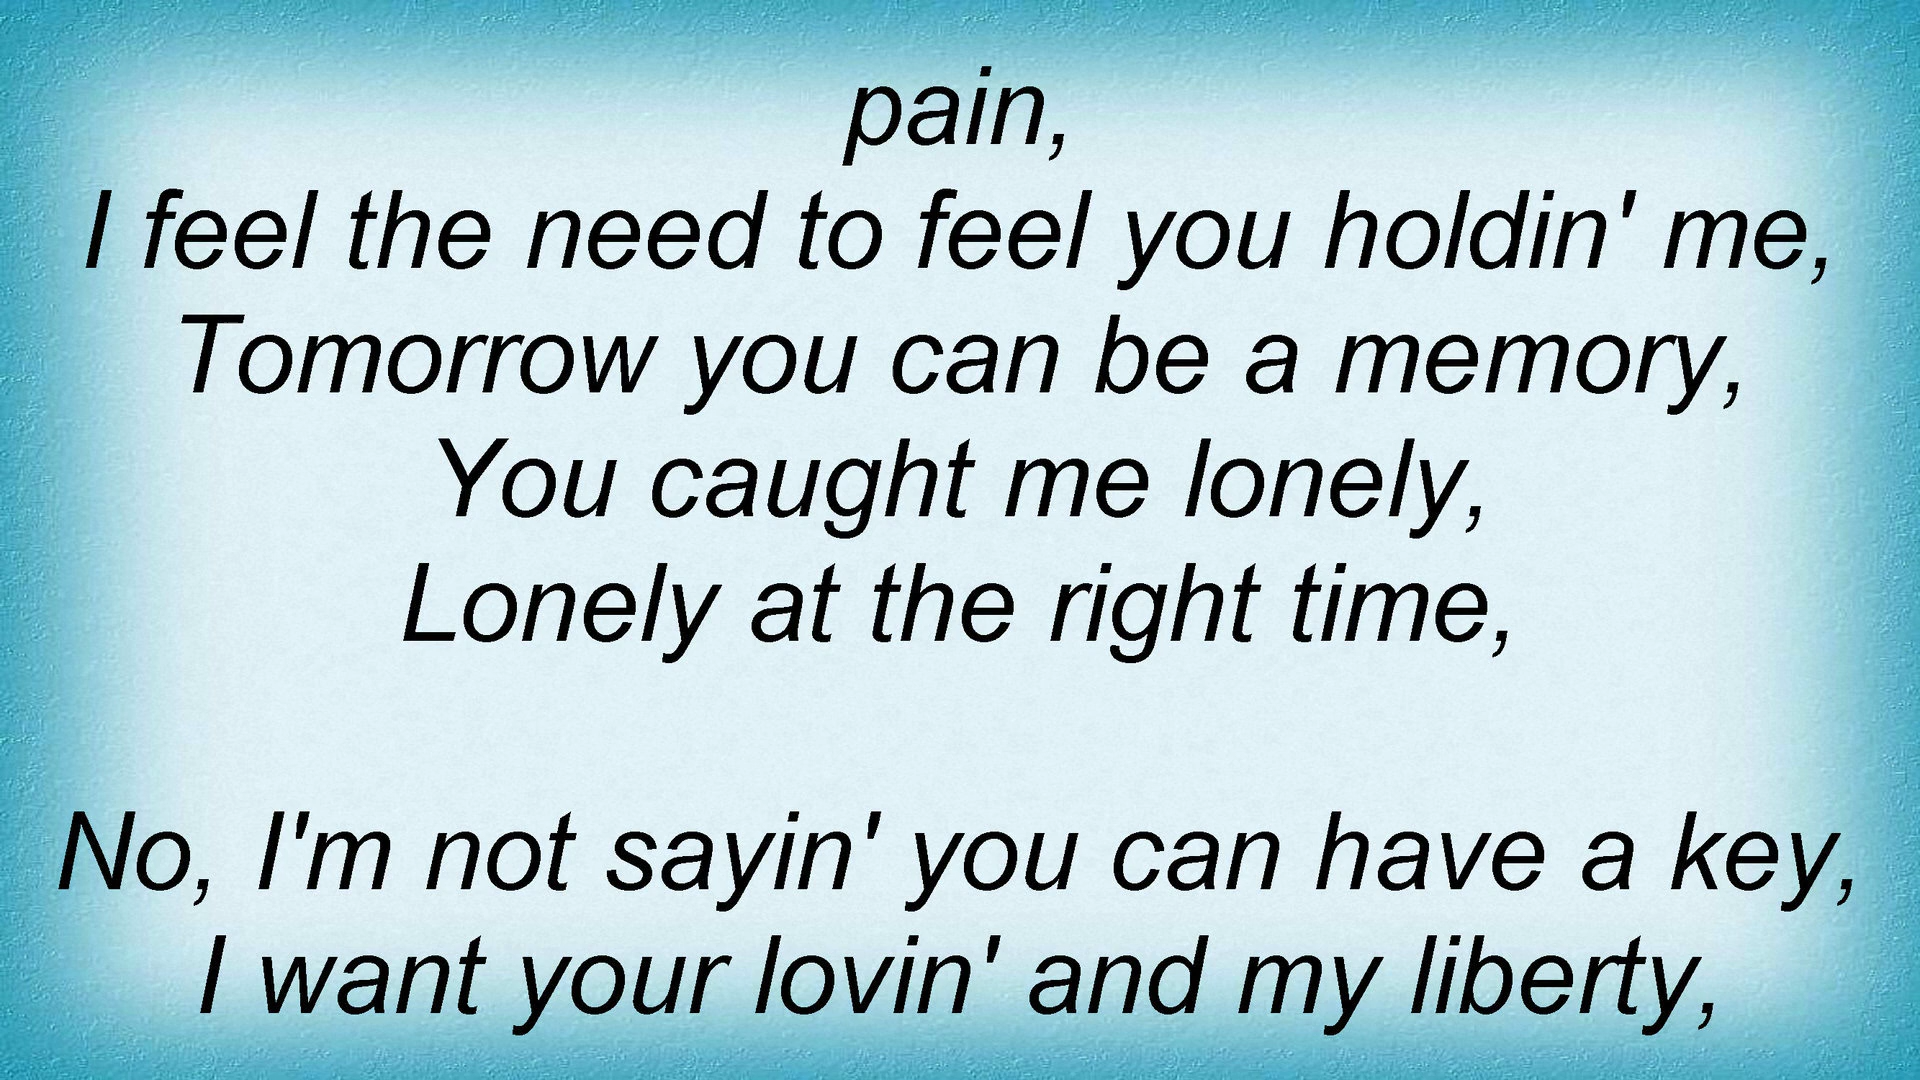 pain,
I feel the need to feel you holdin' me,
Tomorrow you can be a memory,
You caught me lonely,
Lonely at the right time,
No, I'm not sayin' you can have a key,
I want your lovin' and my liberty,